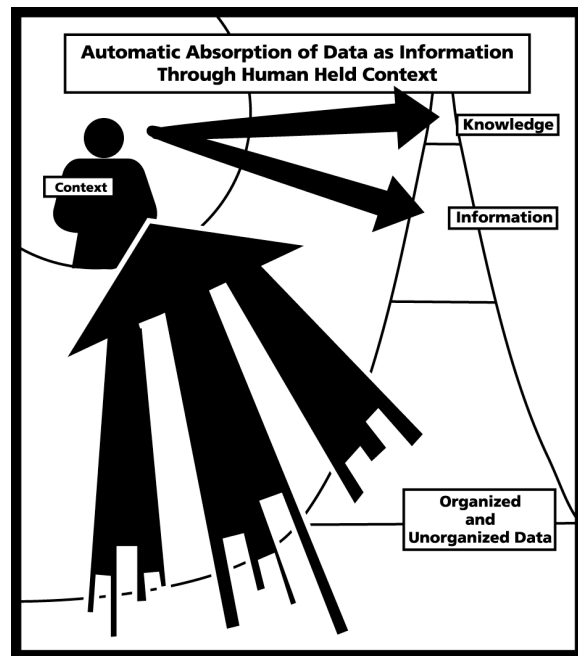 Automatic Absorption of Data as Information
Through Human Held Context
Knowledge
Context
Information
Organized
and
Unorganized Data